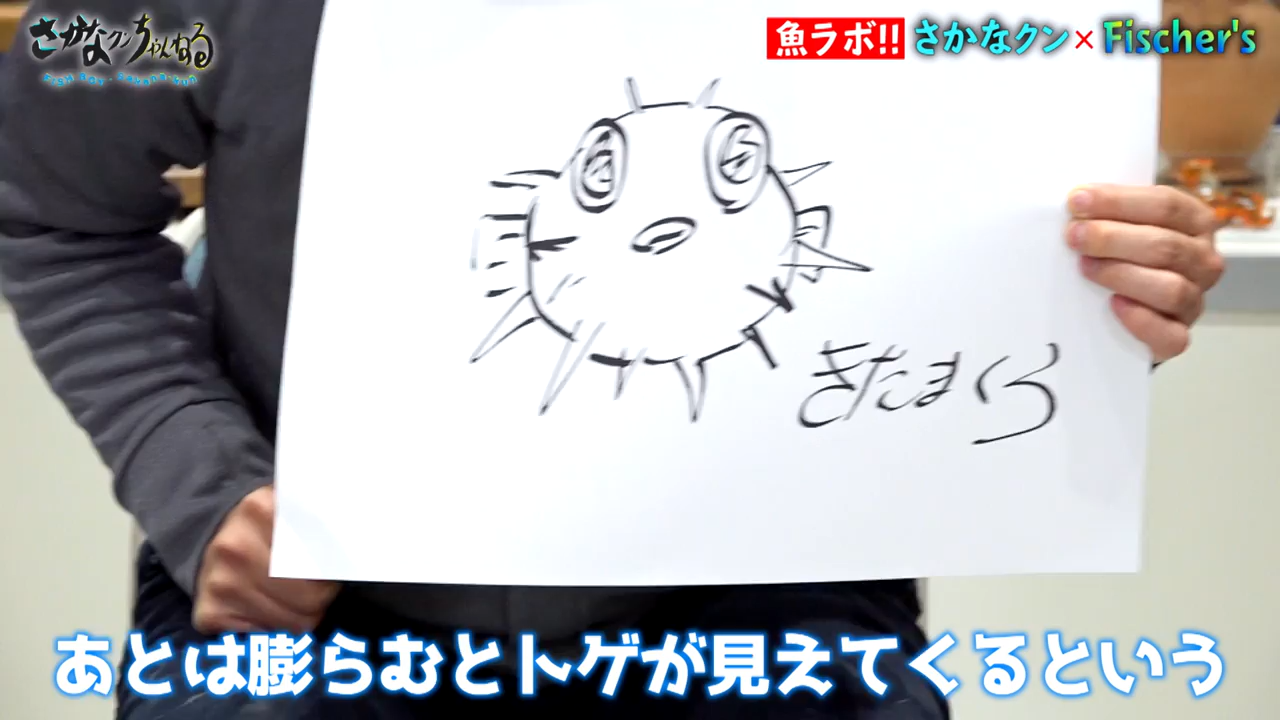 さかなクンちゃんねる
魚ラボ!! さかなクン×Fischer's
きたまくら
あとは膨らむとトゲが見えてくるという